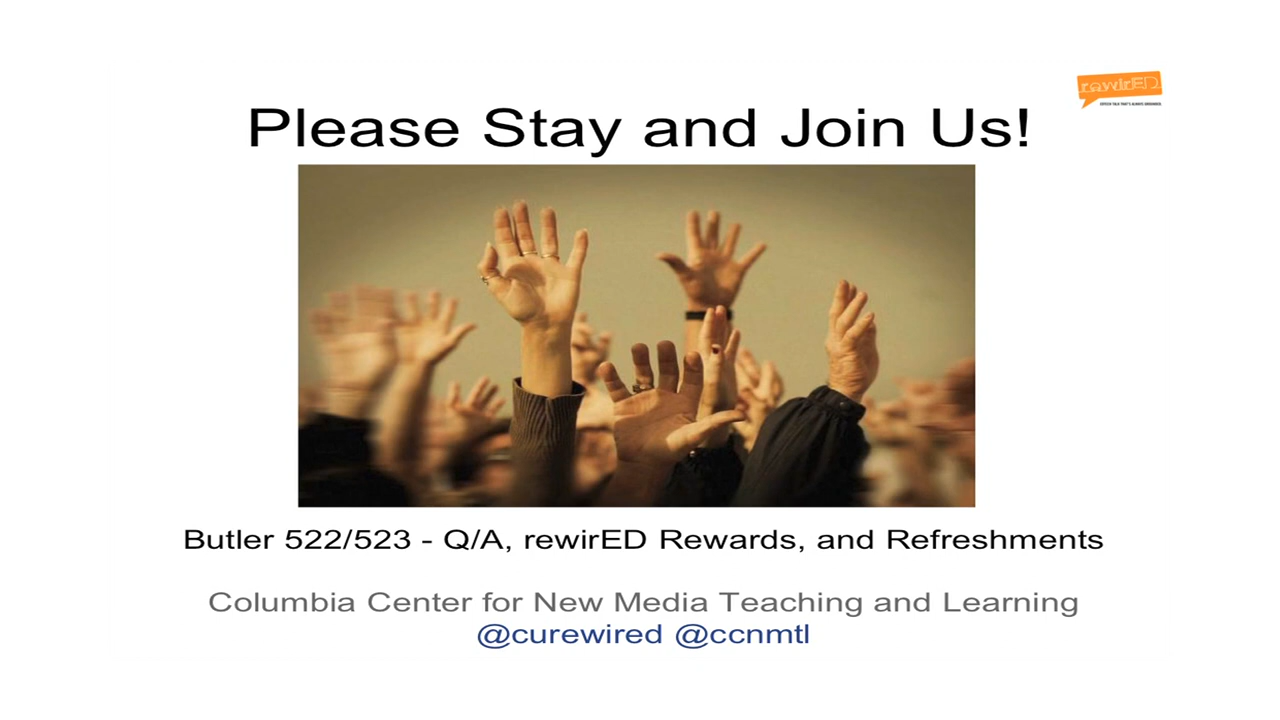 rewirED
Please Stay and Join Us!
Butler 522/523 - Q/A, rewirED Rewards, and Refreshments
Columbia Center for New Media Teaching and Learning
@curewired @ccnmtl